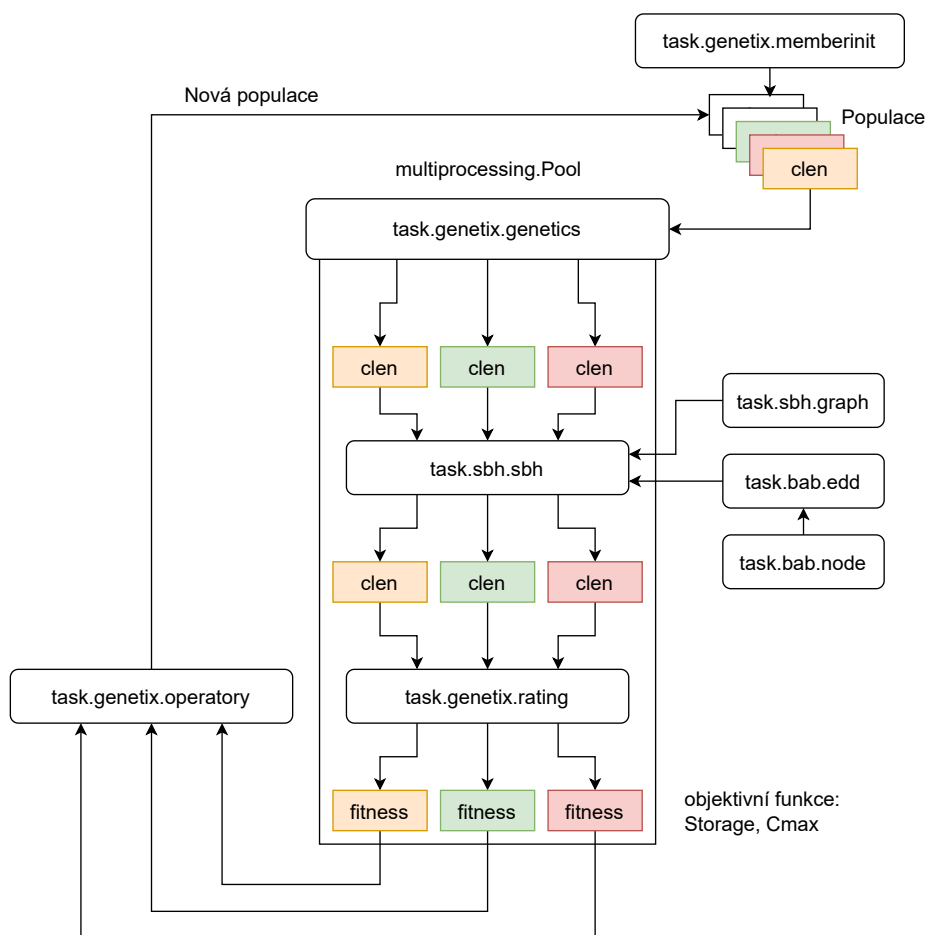 task.genetix.memberinit
Nová populace
Populace
clen
multiprocessing.Pool
task.genetix.genetics
clen
clen
clen
task.sbh.graph
task.sbh.sbh
task.bab.edd
task.bab.node
clen
clen
clen
task.genetix.operatory
task.genetix.rating
fitness
fitness
fitness
objektivní funkce:
Storage, Cmax